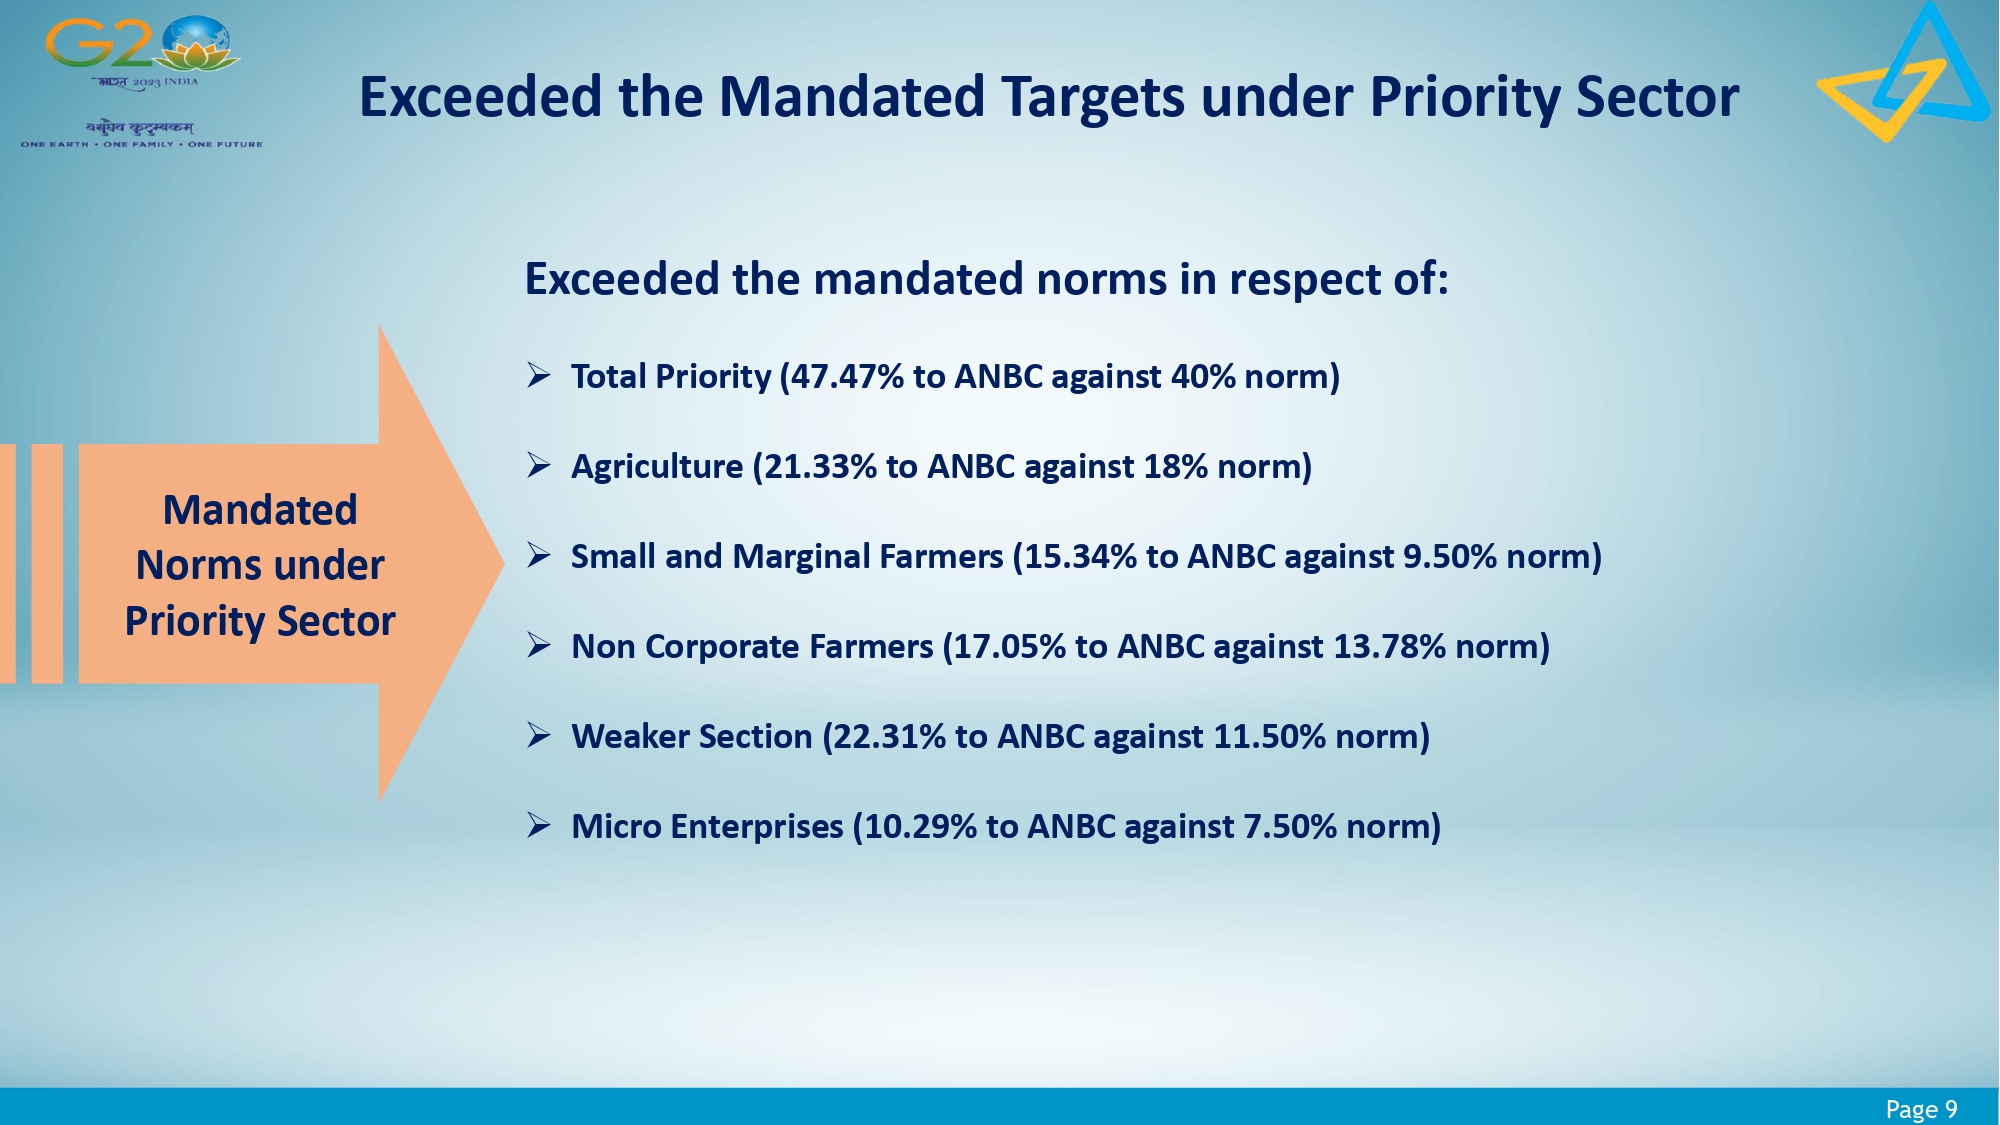 G20
भारत 2023 INDIA
वसुधैव कुटुम्बकम्
ONE EARTH • ONE FAMILY • ONE FUTURE
Exceeded the Mandated Targets under Priority Sector
Exceeded the mandated norms in respect of:
➢ Total Priority (47.47% to ANBC against 40% norm)
➢ Agriculture (21.33% to ANBC against 18% norm)
➢ Small and Marginal Farmers (15.34% to ANBC against 9.50% norm)
➢ Non Corporate Farmers (17.05% to ANBC against 13.78% norm)
➢ Weaker Section (22.31% to ANBC against 11.50% norm)
➢ Micro Enterprises (10.29% to ANBC against 7.50% norm)
Mandated
Norms under
Priority Sector
Page 9